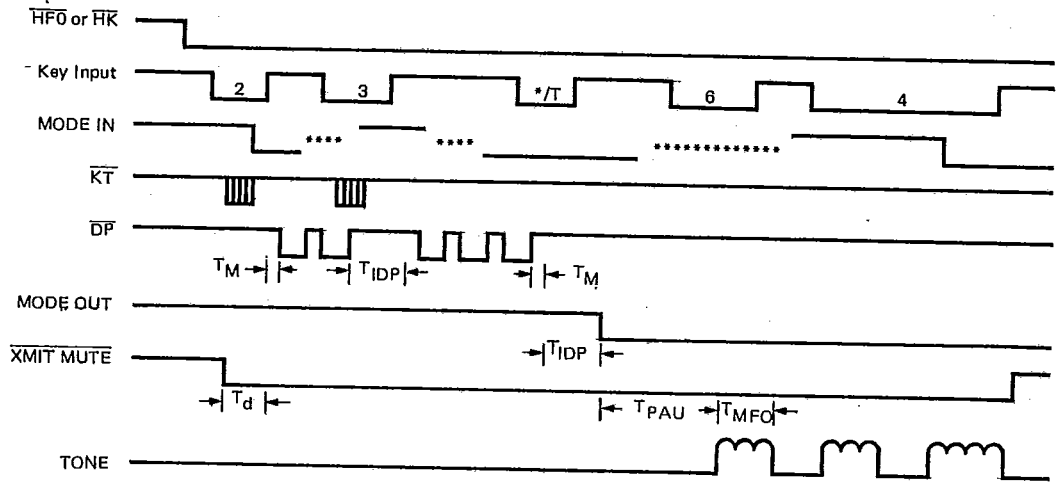 HFO or HK
Key Input 2 3 */T 6 4
MODE IN **** **** *************
KT
DP
TM TIDP TM
MODE OUT
TIDP
XMIT MUTE
Td TPAU TMFO
TONE